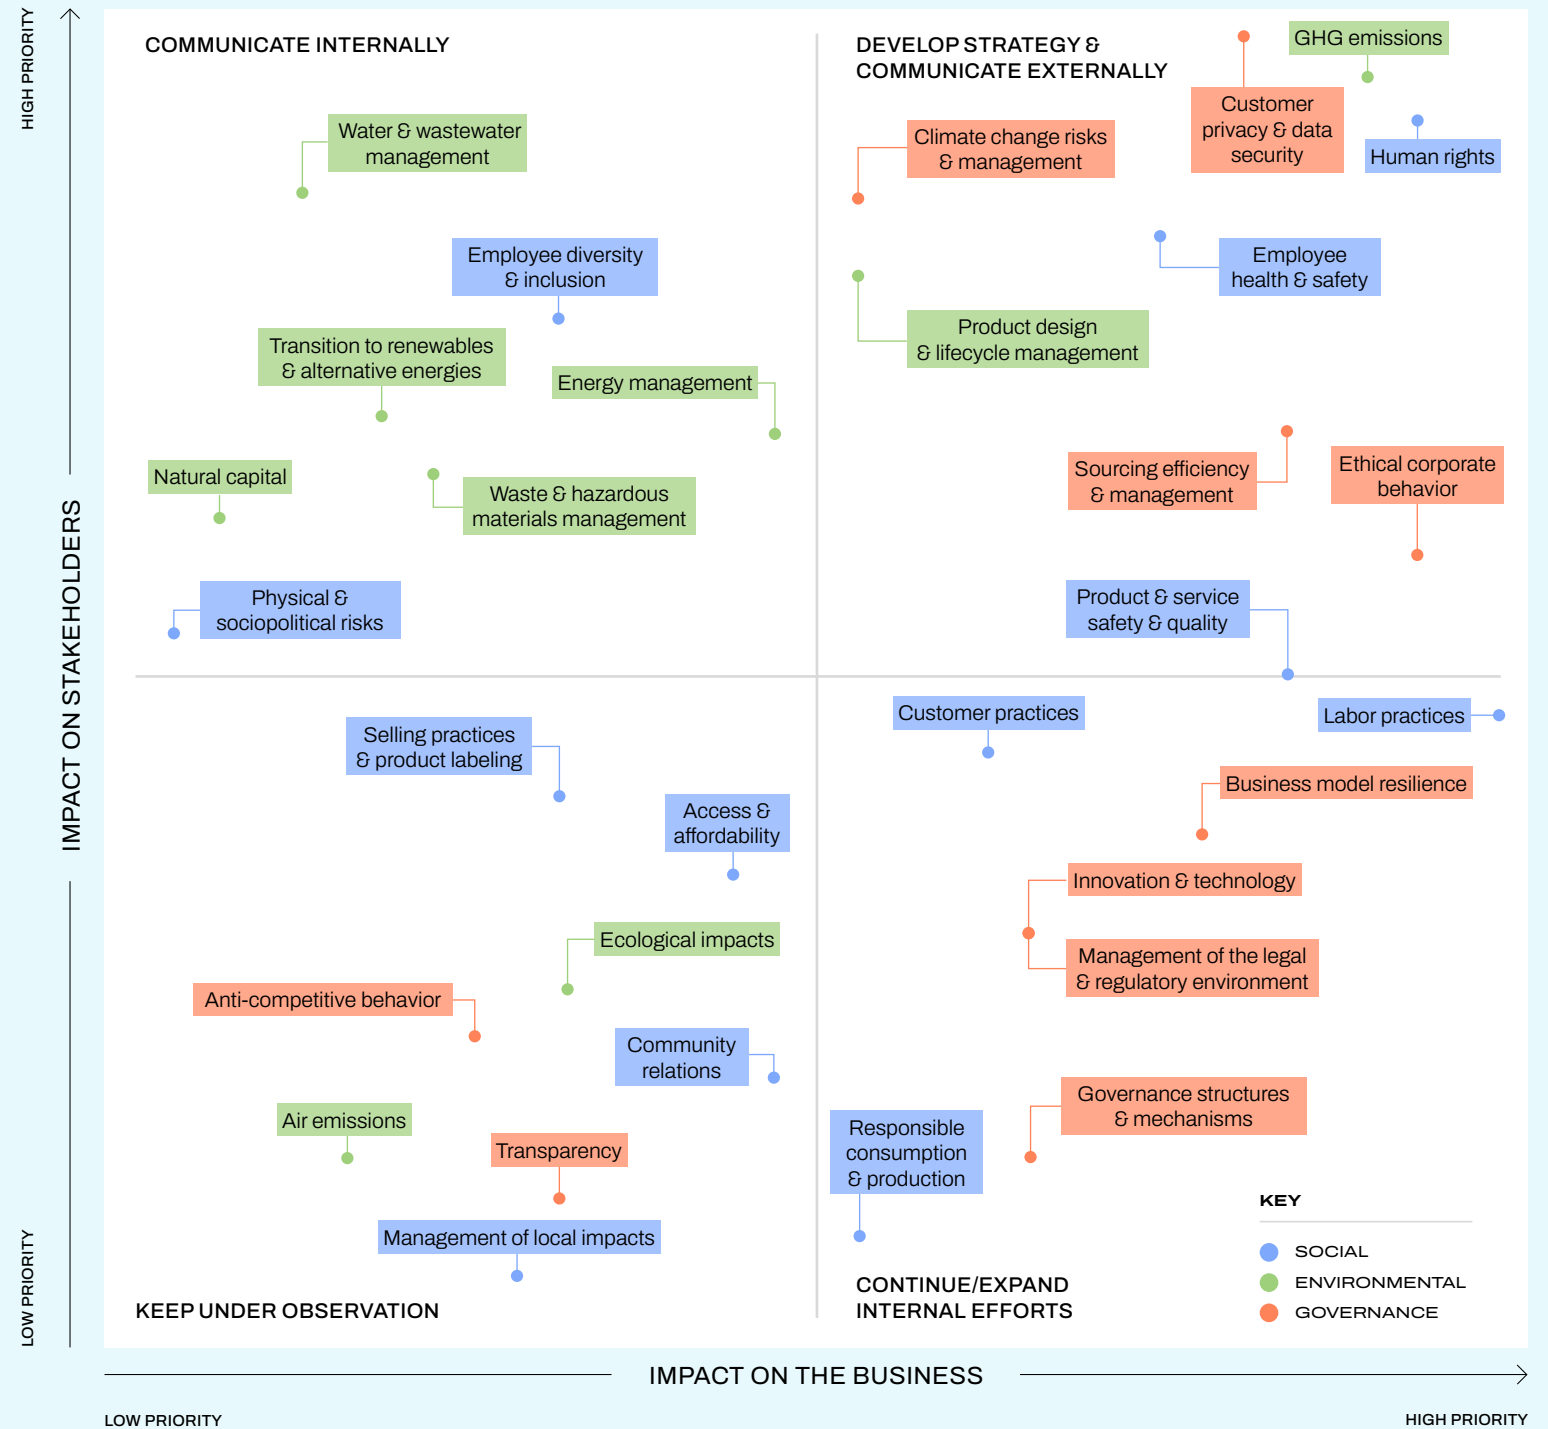 HIGH PRIORITY
IMPACT ON STAKEHOLDERS
LOW PRIORITY
COMMUNICATE INTERNALLY
Water & wastewater
management
Employee diversity
& inclusion
Transition to renewables
& alternative energies
Energy management
Natural capital
Waste & hazardous
materials management
Physical &
sociopolitical risks
DEVELOP STRATEGY &
COMMUNICATE EXTERNALLY
GHG emissions
Customer
privacy & data
security
Climate change risks
& management
Human rights
Employee
health & safety
Product design
& lifecycle management
Sourcing efficiency
& management
Ethical corporate
behavior
Product & service
safety & quality
Selling practices
& product labeling
Access &
affordability
Ecological impacts
Anti-competitive behavior
Community
relations
Air emissions
Transparency
Management of local impacts
KEEP UNDER OBSERVATION
Customer practices
Labor practices
Business model resilience
Innovation & technology
Management of the legal
& regulatory environment
Governance structures
& mechanisms
Responsible
consumption
& production
CONTINUE/EXPAND
INTERNAL EFFORTS
KEY
SOCIAL
ENVIRONMENTAL
GOVERNANCE
IMPACT ON THE BUSINESS
LOW PRIORITY
HIGH PRIORITY